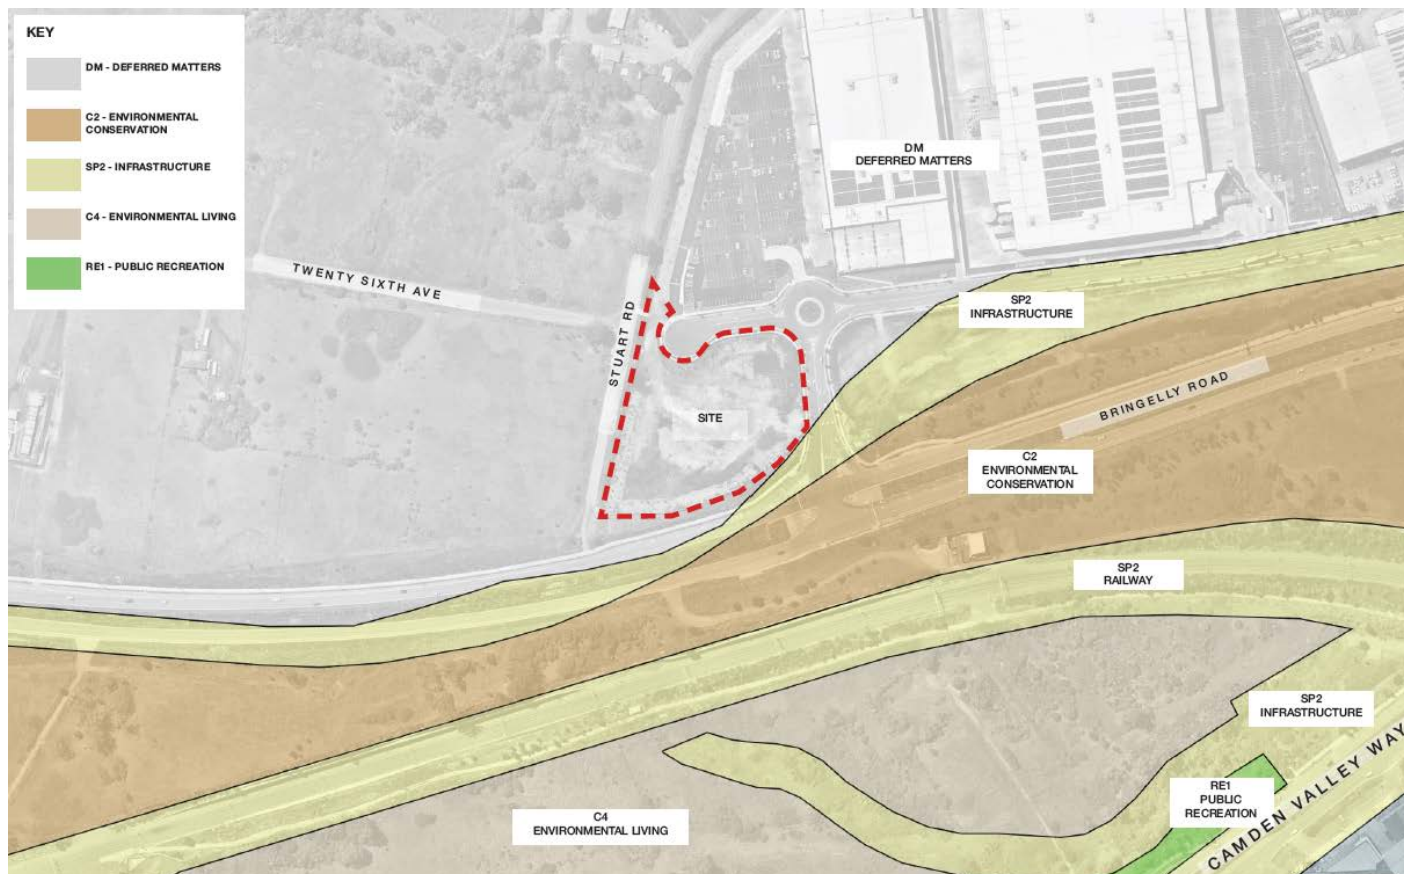 KEY
DM - DEFERRED MATTERS
C2 - ENVIRONMENTAL
CONSERVATION
SP2 - INFRASTRUCTURE
C4 - ENVIRONMENTAL LIVING
RE1 - PUBLIC RECREATION
DM
DEFERRED MATTERS
TWENTY SIXTH AVE
STUART RD
SITE
SP2
INFRASTRUCTURE
BRINGELLY ROAD
C2
ENVIRONMENTAL
CONSERVATION
SP2
RAILWAY
SP2
INFRASTRUCTURE
RE1
PUBLIC
RECREATION
CAMDEN VALLEY WAY
C4
ENVIRONMENTAL LIVING